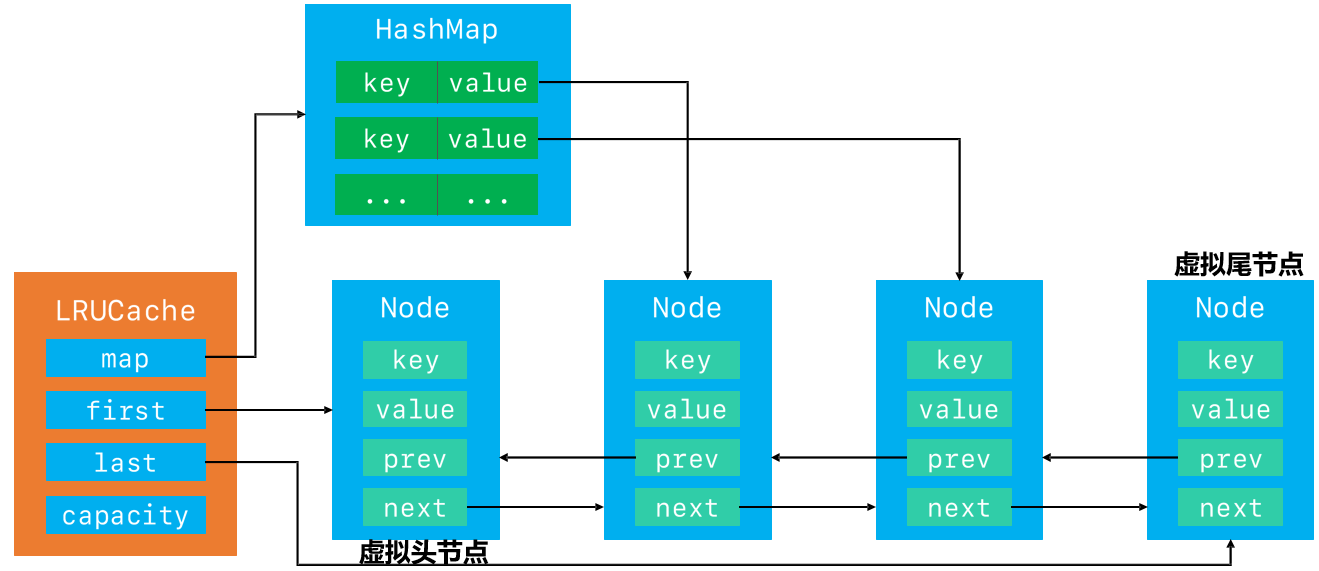 HashMap
key value
key value
... ...
LRUCache
map
first
last
capacity
Node
key
value
prev
next
虚拟头节点
Node
key
value
prev
next
Node
key
value
prev
next
虚拟尾节点
Node
key
value
prev
next